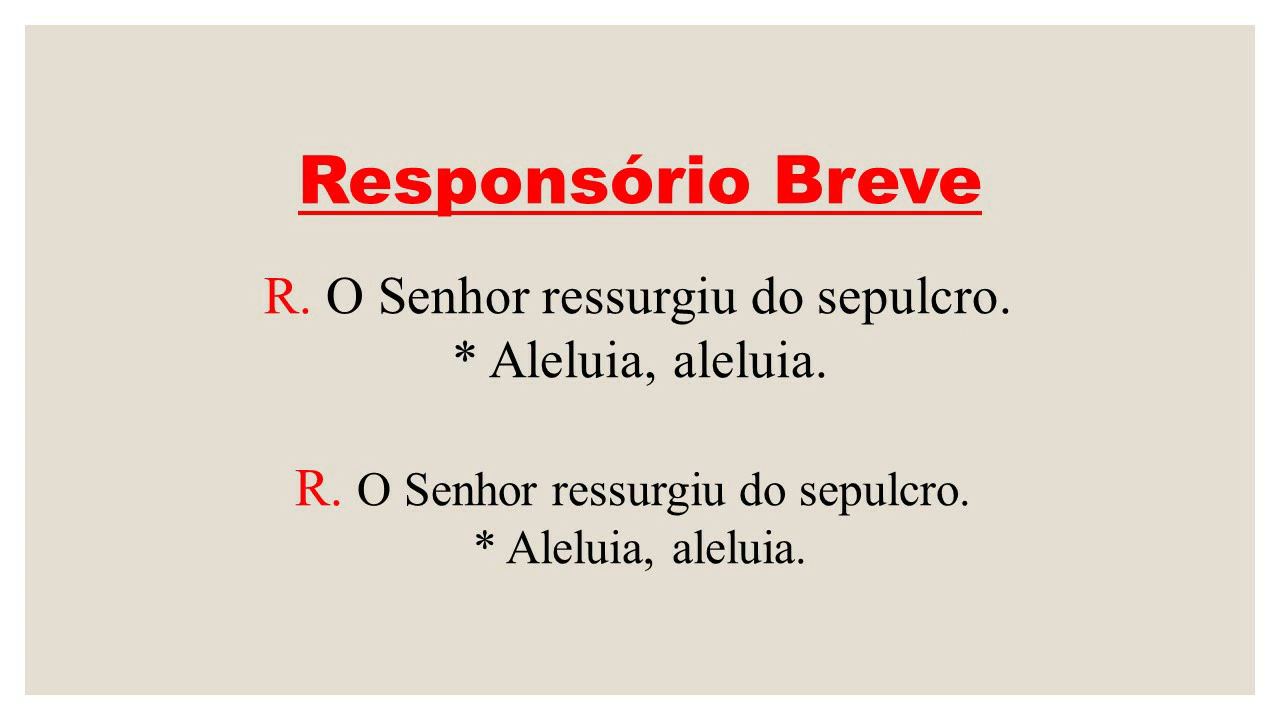 Responsório Breve
R. O Senhor ressurgiu do sepulcro.
* Aleluia, aleluia.
R. O Senhor ressurgiu do sepulcro.
* Aleluia, aleluia.